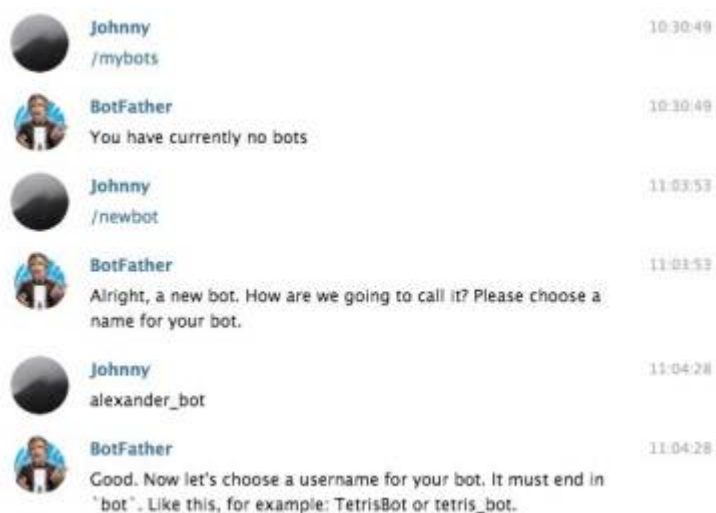 Johnny 10:30:49
/mybots
BotFather 10:30:49
You have currently no bots
Johnny 11:03:53
/newbot
BotFather 11:03:53
Alright, a new bot. How are we going to call it? Please choose a
name for your bot.
Johnny 11:04:28
alexander_bot
BotFather 11:04:28
Good. Now let's choose a username for your bot. It must end in
`bot`. Like this, for example: TetrisBot or tetris_bot.